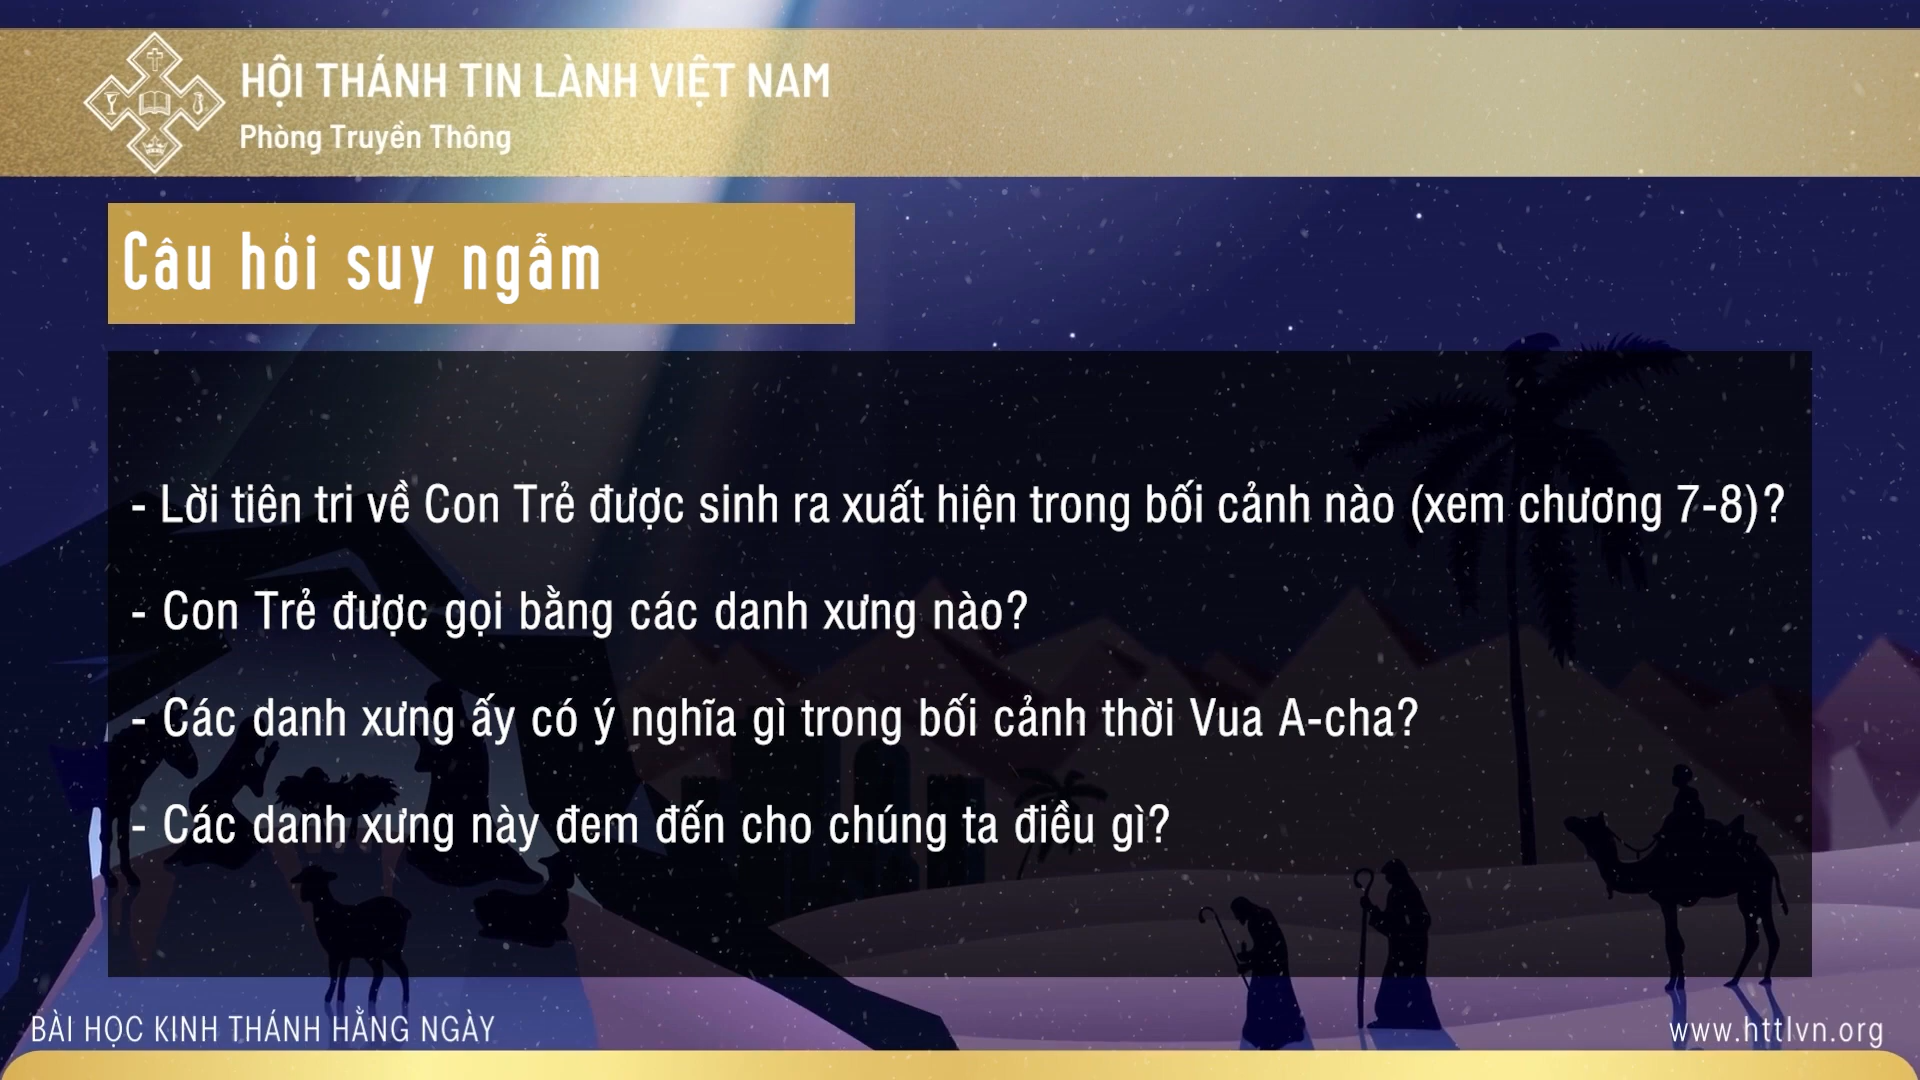 HỘI THÁNH TIN LÀNH VIỆT NAM
Phòng Truyền Thông
Câu hỏi suy ngẫm
- Lời tiên tri về Con Trẻ được sinh ra xuất hiện trong bối cảnh nào (xem chương 7-8)?
- Con Trẻ được gọi bằng các danh xưng nào?
- Các danh xưng ấy có ý nghĩa gì trong bối cảnh thời Vua A-cha?
- Các danh xưng này đem đến cho chúng ta điều gì?
BÀI HỌC KINH THÁNH HẰNG NGÀY
www.httlvn.org